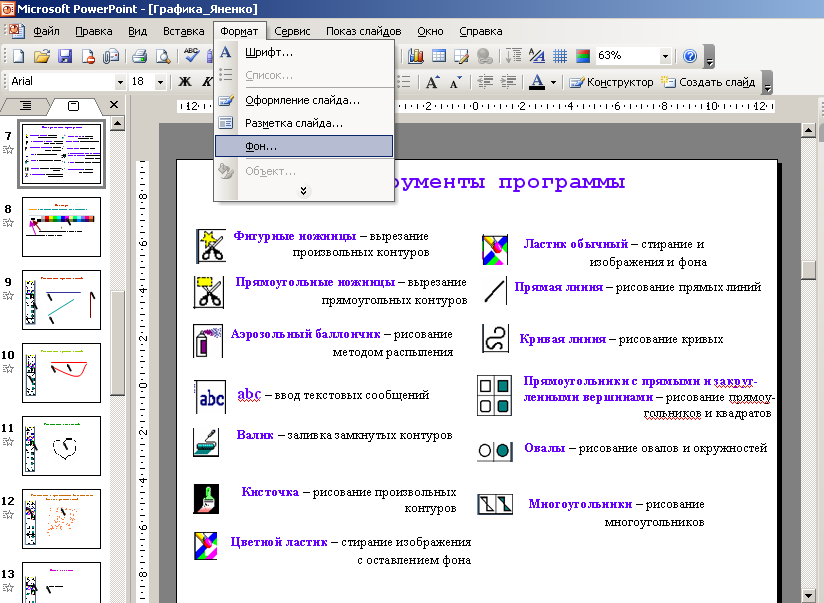 Microsoft PowerPoint - [Графика_Яненко]
Файл Правка Вид Вставка Формат Сервис Показ слайдов Окно Справка
63%
Arial 18 Ж К Конструктор Создать слайд
Шрифт...
Список...
Оформление слайда...
Разметка слайда...
Фон...
Объект...
7
8
9
10
11
12
13
рументы программы
Фигурные ножницы – вырезание
произвольных контуров
Прямоугольные ножницы – вырезание
прямоугольных контуров
Аэрозольный баллончик – рисование
методом распыления
abc
abc – ввод текстовых сообщений
Валик – заливка замкнутых контуров
Кисточка – рисование произвольных
контуров
Цветной ластик – стирание изображения
с оставлением фона
Ластик обычный – стирание и
изображения и фона
Прямая линия – рисование прямых линий
Кривая линия – рисование кривых
Прямоугольники с прямыми и закруг-
ленными вершинами – рисование прямоу-
гольников и квадратов
Овалы – рисование овалов и окружностей
Многоугольники – рисование
многоугольников